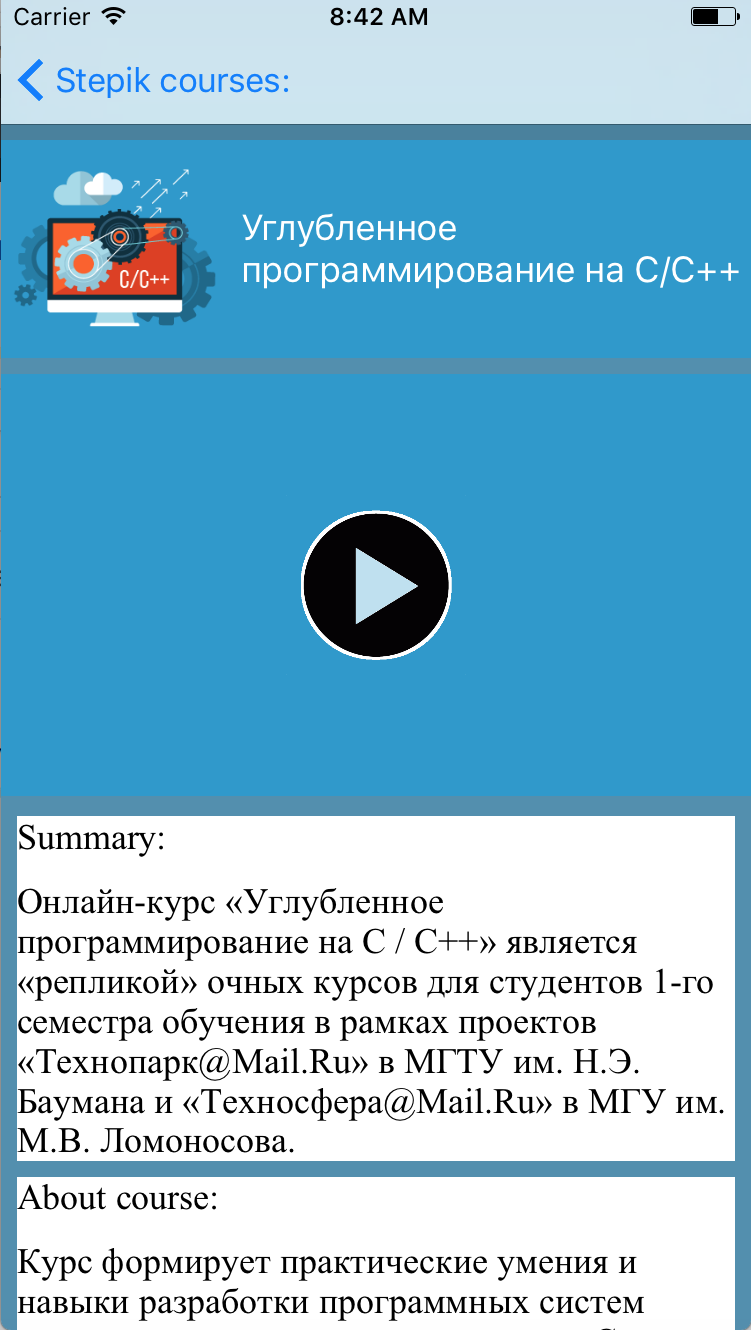 Carrier 8:42 AM
Stepik courses:
C/C++
Углубленное
программирование на C/C++
Summary:
Онлайн-курс «Углубленное
программирование на С / С++» является
«репликой» очных курсов для студентов 1-го
семестра обучения в рамках проектов
«Технопарк@Mail.Ru» в МГТУ им. Н.Э.
Баумана и «Техносфера@Mail.Ru» в МГУ им.
М.В. Ломоносова.
About course:
Курс формирует практические умения и
навыки разработки программных систем